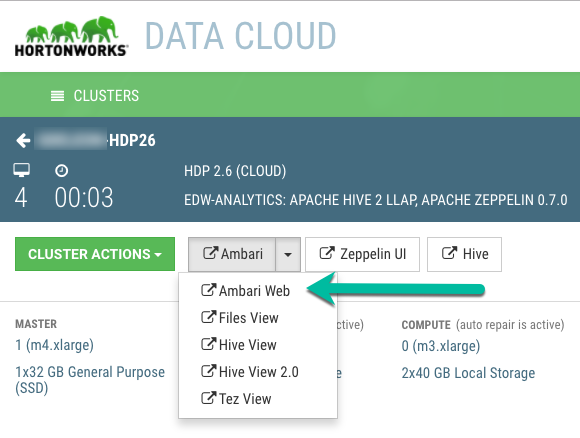 HORTONWORKS
DATA CLOUD
CLUSTERS
-HDP26
HDP 2.6 (CLOUD)
4 00:03
EDW-ANALYTICS: APACHE HIVE 2 LLAP, APACHE ZEPPELIN 0.7.0
CLUSTER ACTIONS
Ambari
Zeppelin UI
Hive
Ambari Web
Files View
Hive View
Hive View 2.0
Tez View
MASTER
1 (m4.xlarge)
1x32 GB General Purpose
(SSD)
ctive)
e
COMPUTE (auto repair is active)
0 (m3.xlarge)
2x40 GB Local Storage